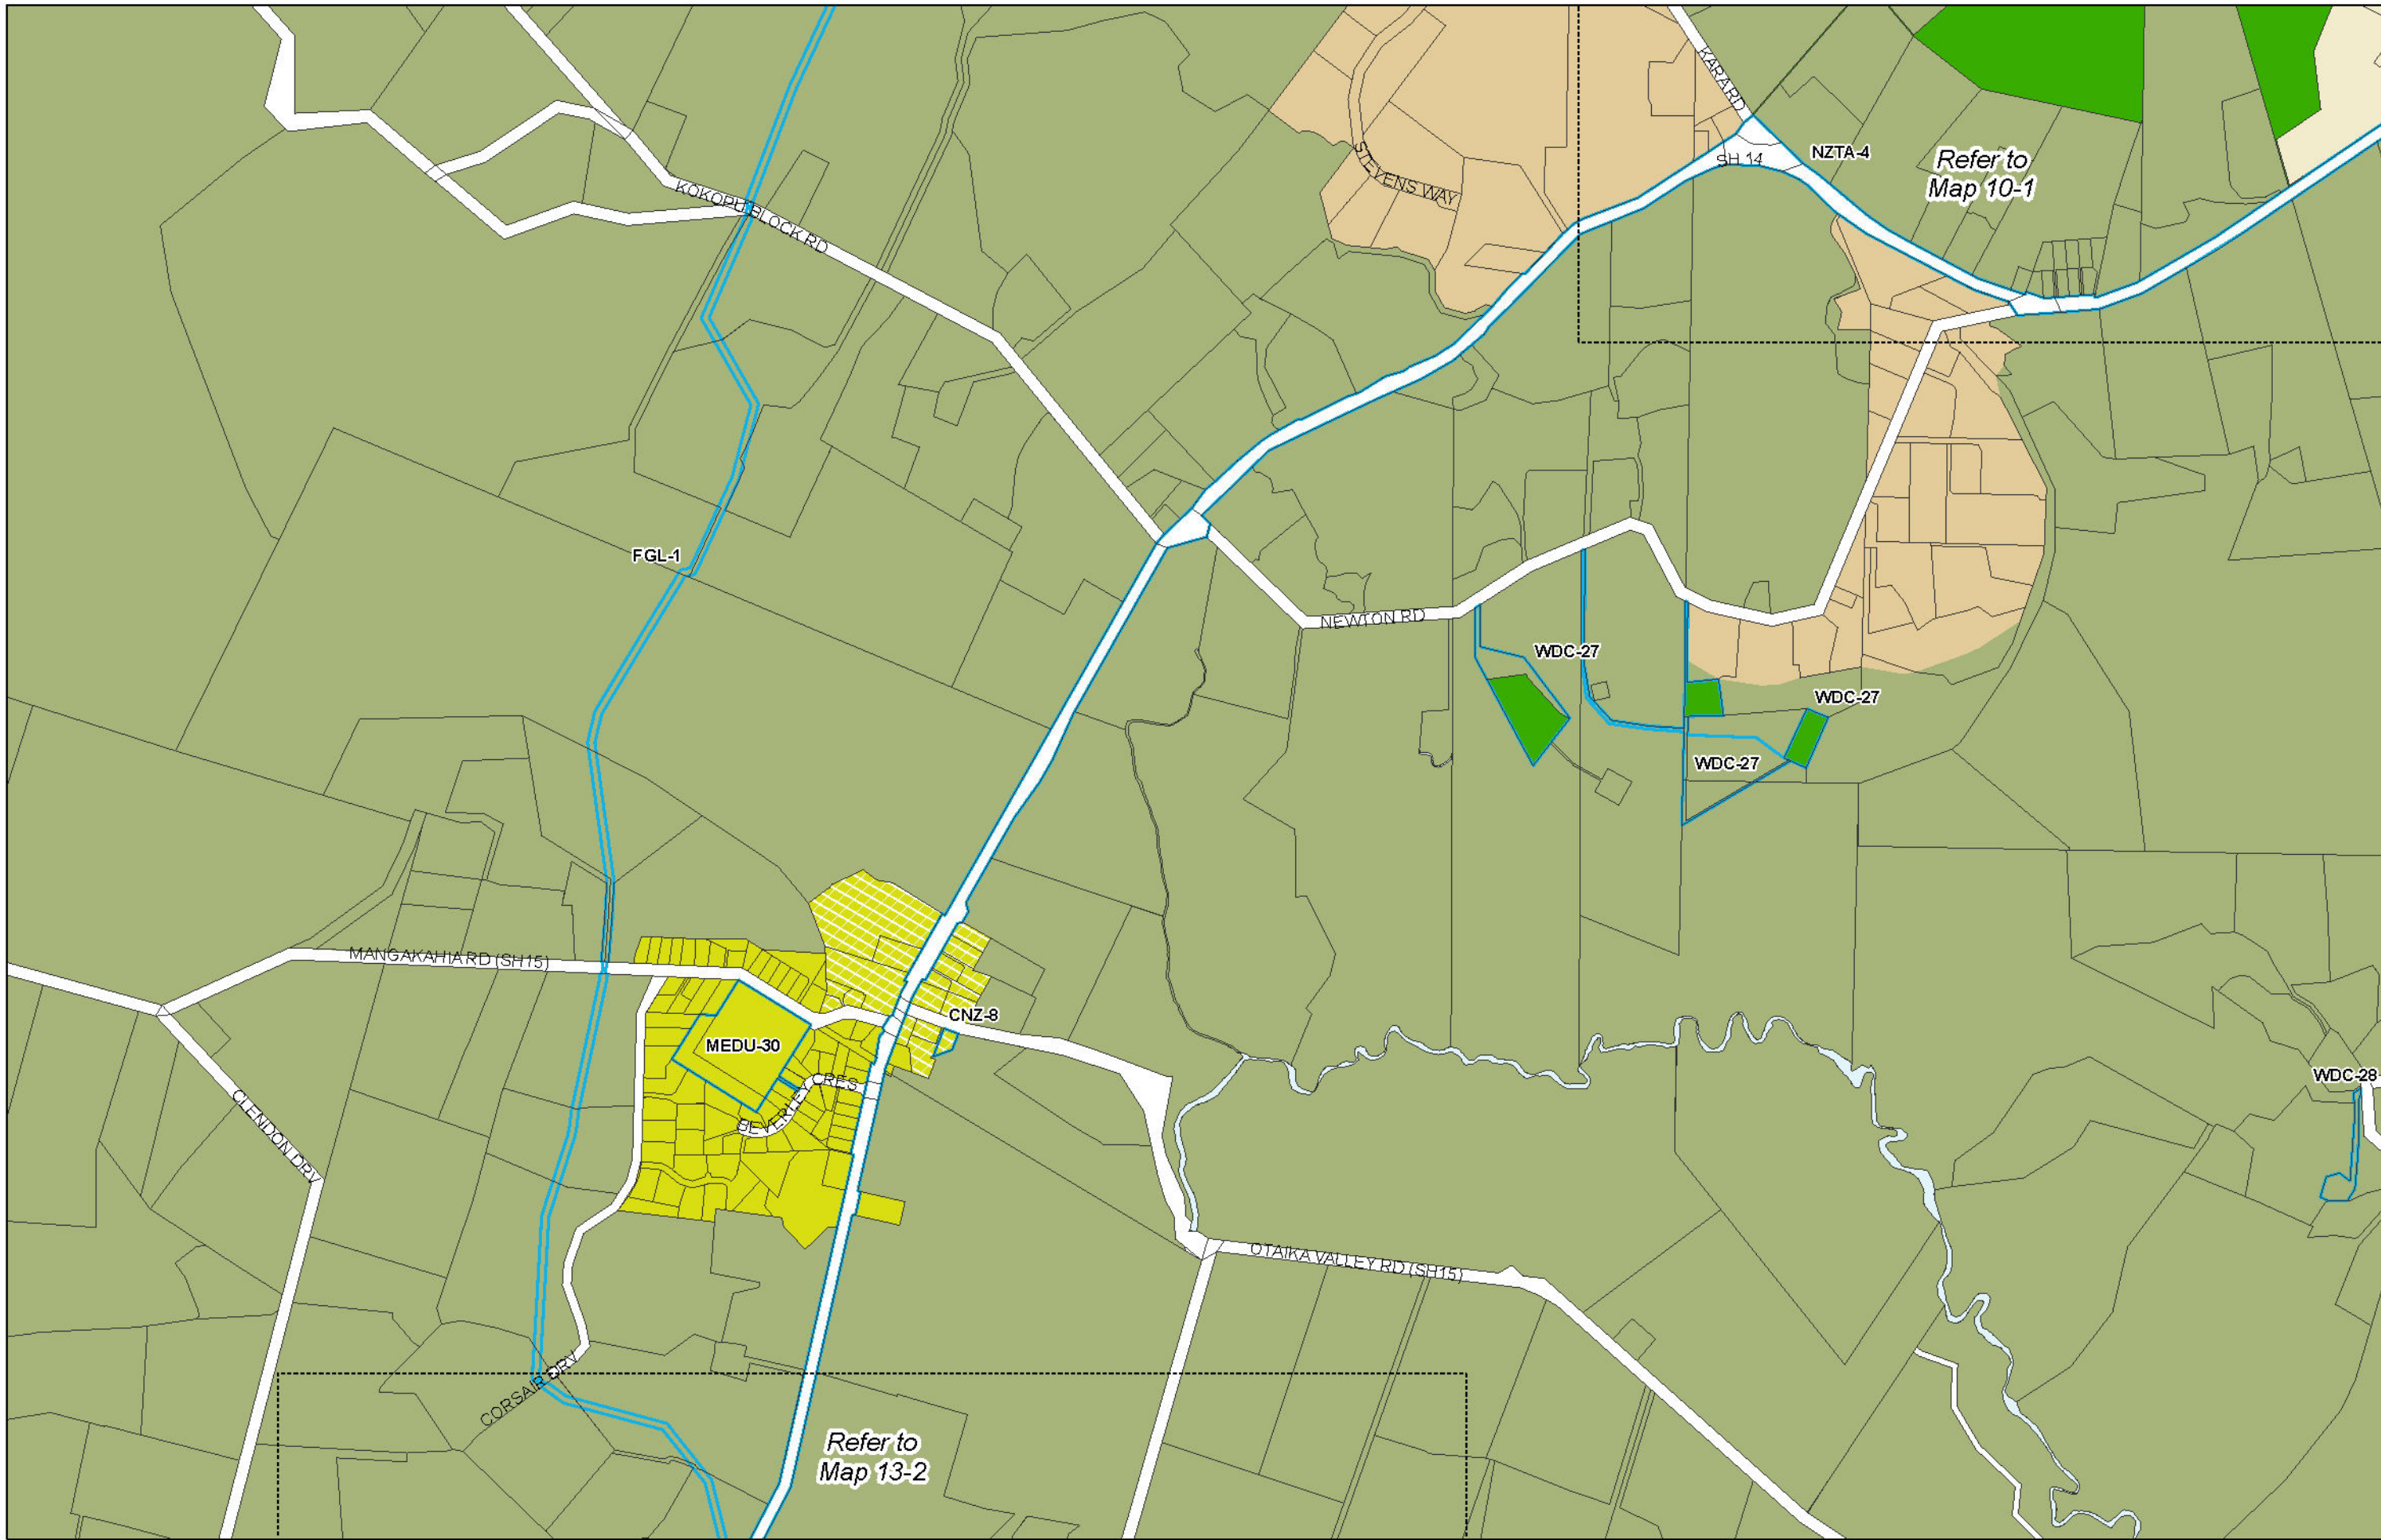 KARA RD
SH 14
NZTA-4
Refer to
Map 10-1
STEVENS WAY
KOKOPU BLOCK RD
FGL-1
NEWTON RD
WDC-27
WDC-27
WDC-27
MANGAKAHIA RD (SH15)
CNZ-8
MEDU-30
BEVERLEY ACRES
WDC-28
CLENDON DRV
OTAIKA VALLEY RD (SH15)
CORSAIR DRV
Refer to
Map 13-2